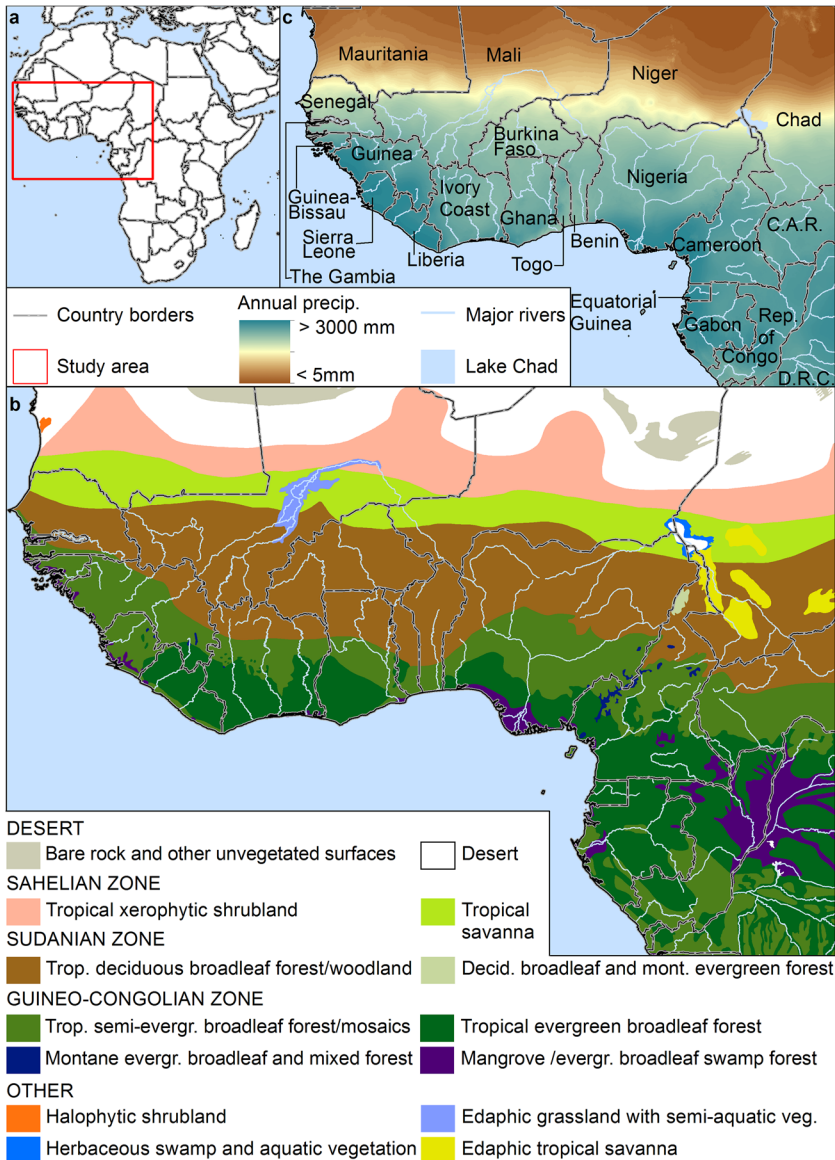 a
c
Mauritania
Mali
Niger
Chad
Senegal
Burkina
Faso
Guinea
Nigeria
Guinea-
Bissau
Ivory
Coast
Ghana
C.A.R.
Sierra
Leone
Benin
Cameroon
Liberia
Togo
The Gambia
Equatorial
Guinea
Gabon
Rep.
of
Congo
D.R.C.
Country borders
Study area
Annual precip.
> 3000 mm
< 5mm
Major rivers
Lake Chad
b
DESERT
Bare rock and other unvegetated surfaces
Desert
SAHELIAN ZONE
Tropical xerophytic shrubland
Tropical
savanna
SUDANIAN ZONE
Trop. deciduous broadleaf forest/woodland
Decid. broadleaf and mont. evergreen forest
GUINEO-CONGOLIAN ZONE
Trop. semi-evergr. broadleaf forest/mosaics
Tropical evergreen broadleaf forest
Montane evergr. broadleaf and mixed forest
Mangrove /evergr. broadleaf swamp forest
OTHER
Halophytic shrubland
Edaphic grassland with semi-aquatic veg.
Herbaceous swamp and aquatic vegetation
Edaphic tropical savanna